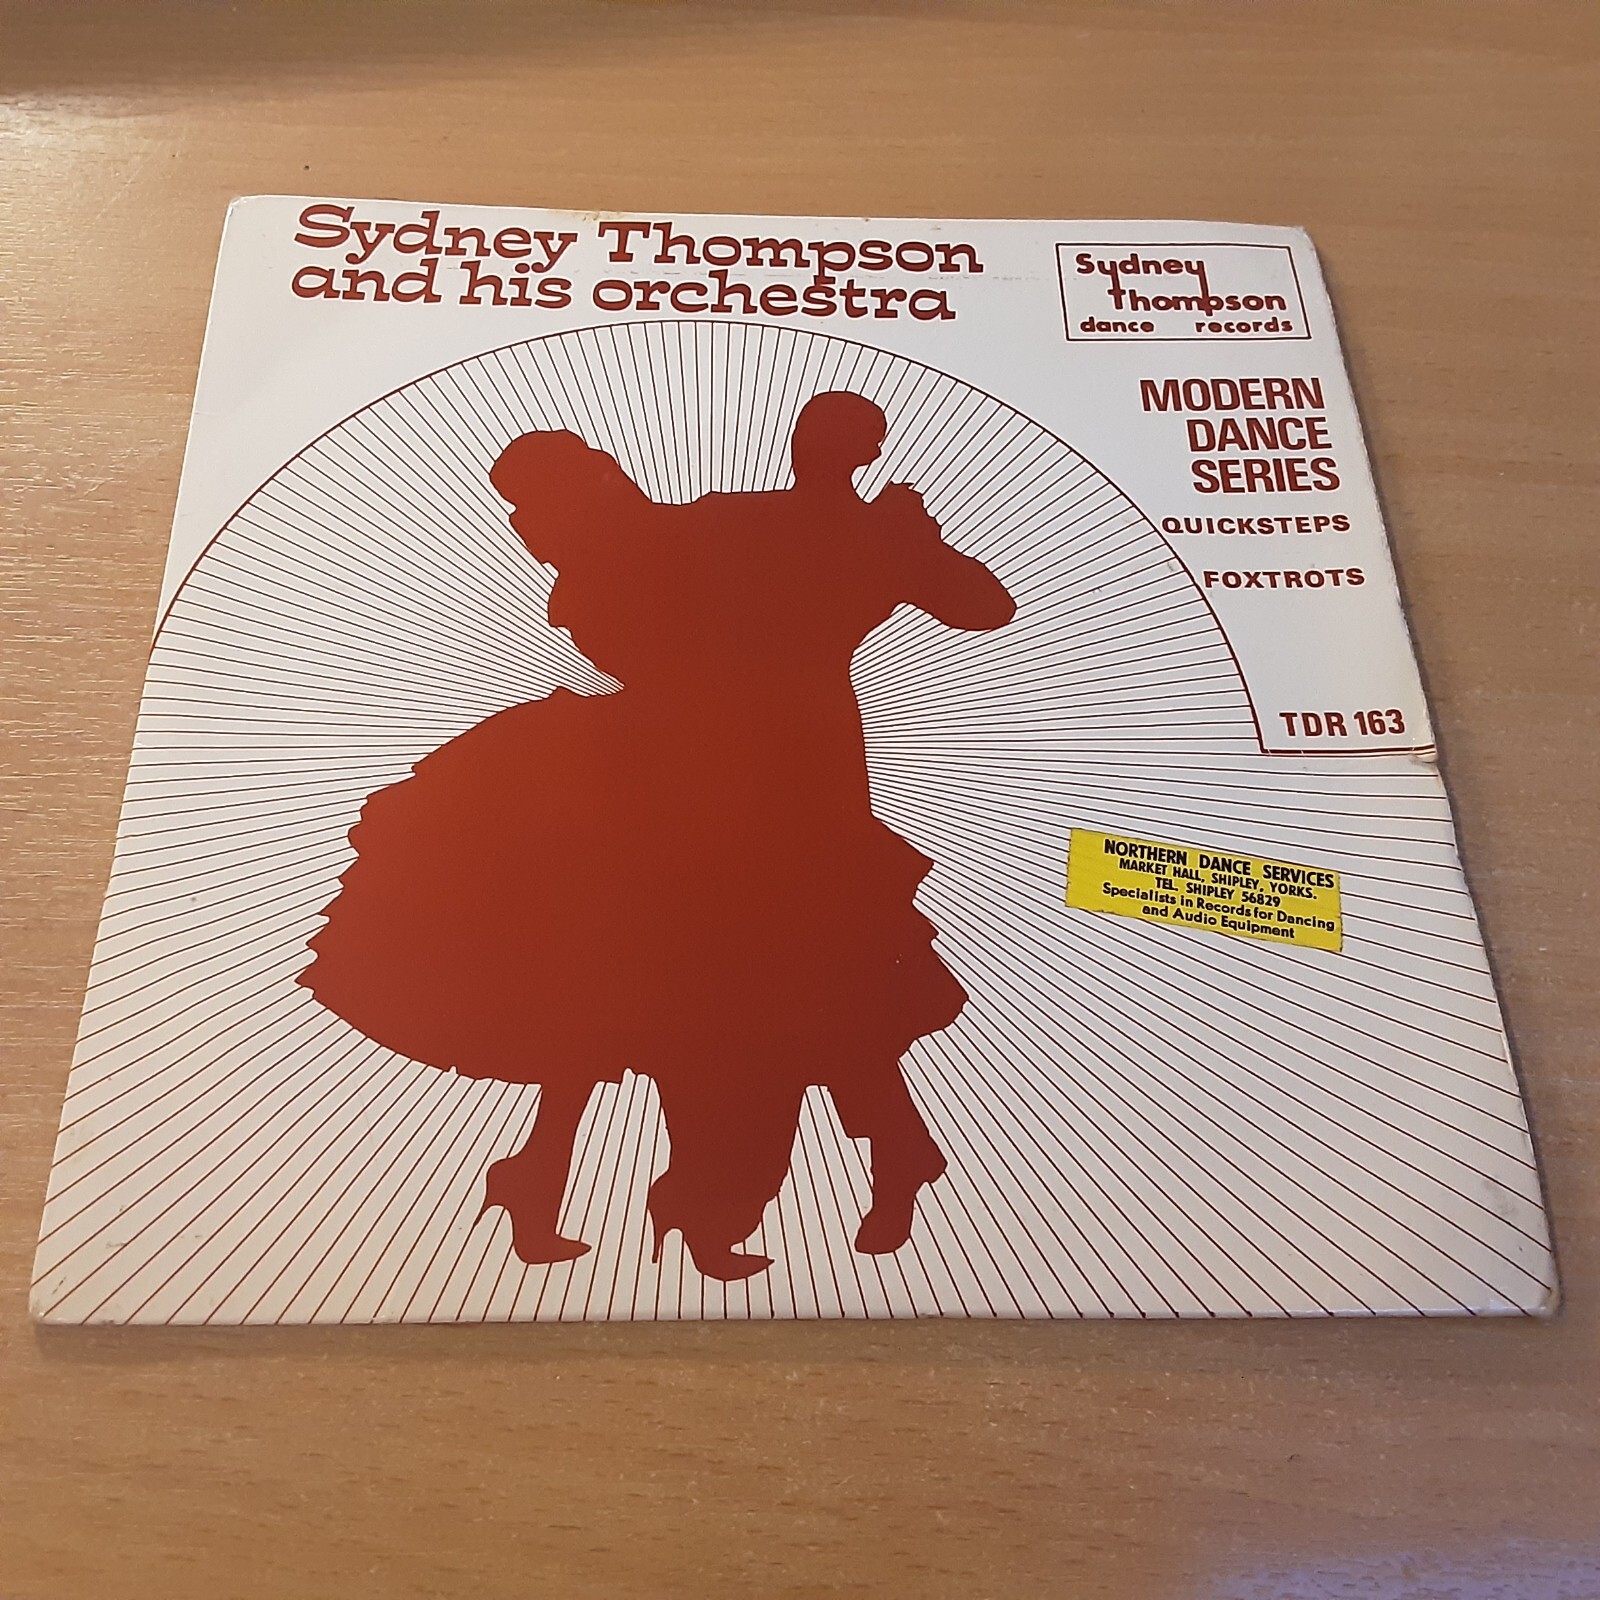 Sydney Thompson
and his orchestra
Sydney
Thompson
dance records
MODERN
DANCE
SERIES
QUICKSTEPS
FOXTROTS
TDR 163
NORTHERN DANCE SERVICES
MARKET HALL, SHIPLEY, YORKS.
TEL. SHIPLEY 56829
Specialists in Records for Dancing
and Audio Equipment